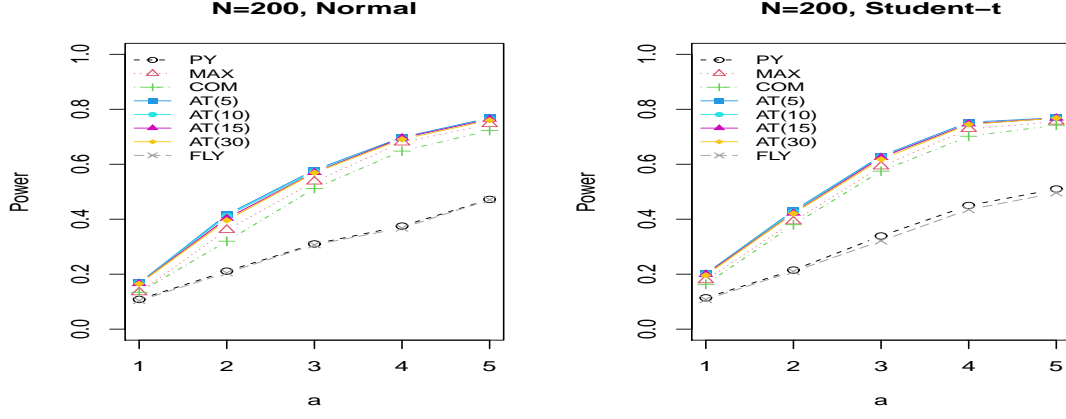 N=200, Normal
Power
1.0
0.8
0.6
0.4
0.2
0.0
PY
MAX
COM
AT(5)
AT(10)
AT(15)
AT(30)
FLY
1 2 3 4 5
a
N=200, Student−t
Power
1.0
0.8
0.6
0.4
0.2
0.0
PY
MAX
COM
AT(5)
AT(10)
AT(15)
AT(30)
FLY
1 2 3 4 5
a